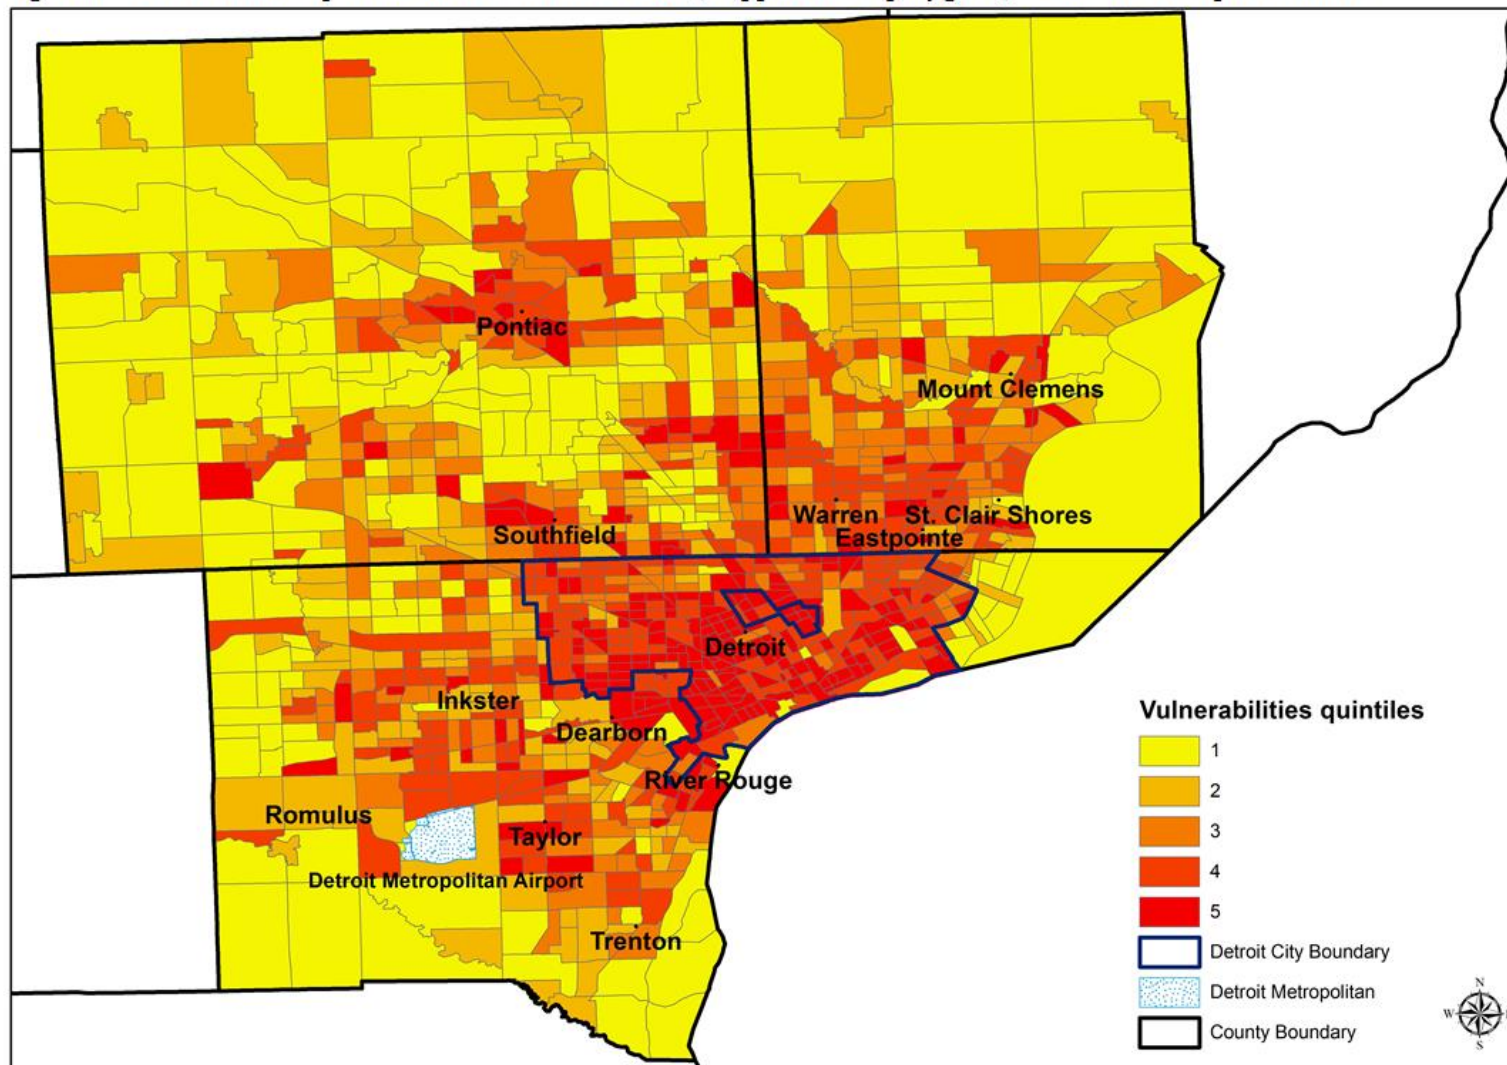 Pontiac
Mount Clemens
Warren
St. Clair Shores
Southfield
Eastpointe
Detroit
Inkster
Dearborn
River Rouge
Romulus
Taylor
Detroit Metropolitan Airport
Trenton
Vulnerabilities quintiles
1
2
3
4
5
Detroit City Boundary
Detroit Metropolitan
County Boundary
N
W
S